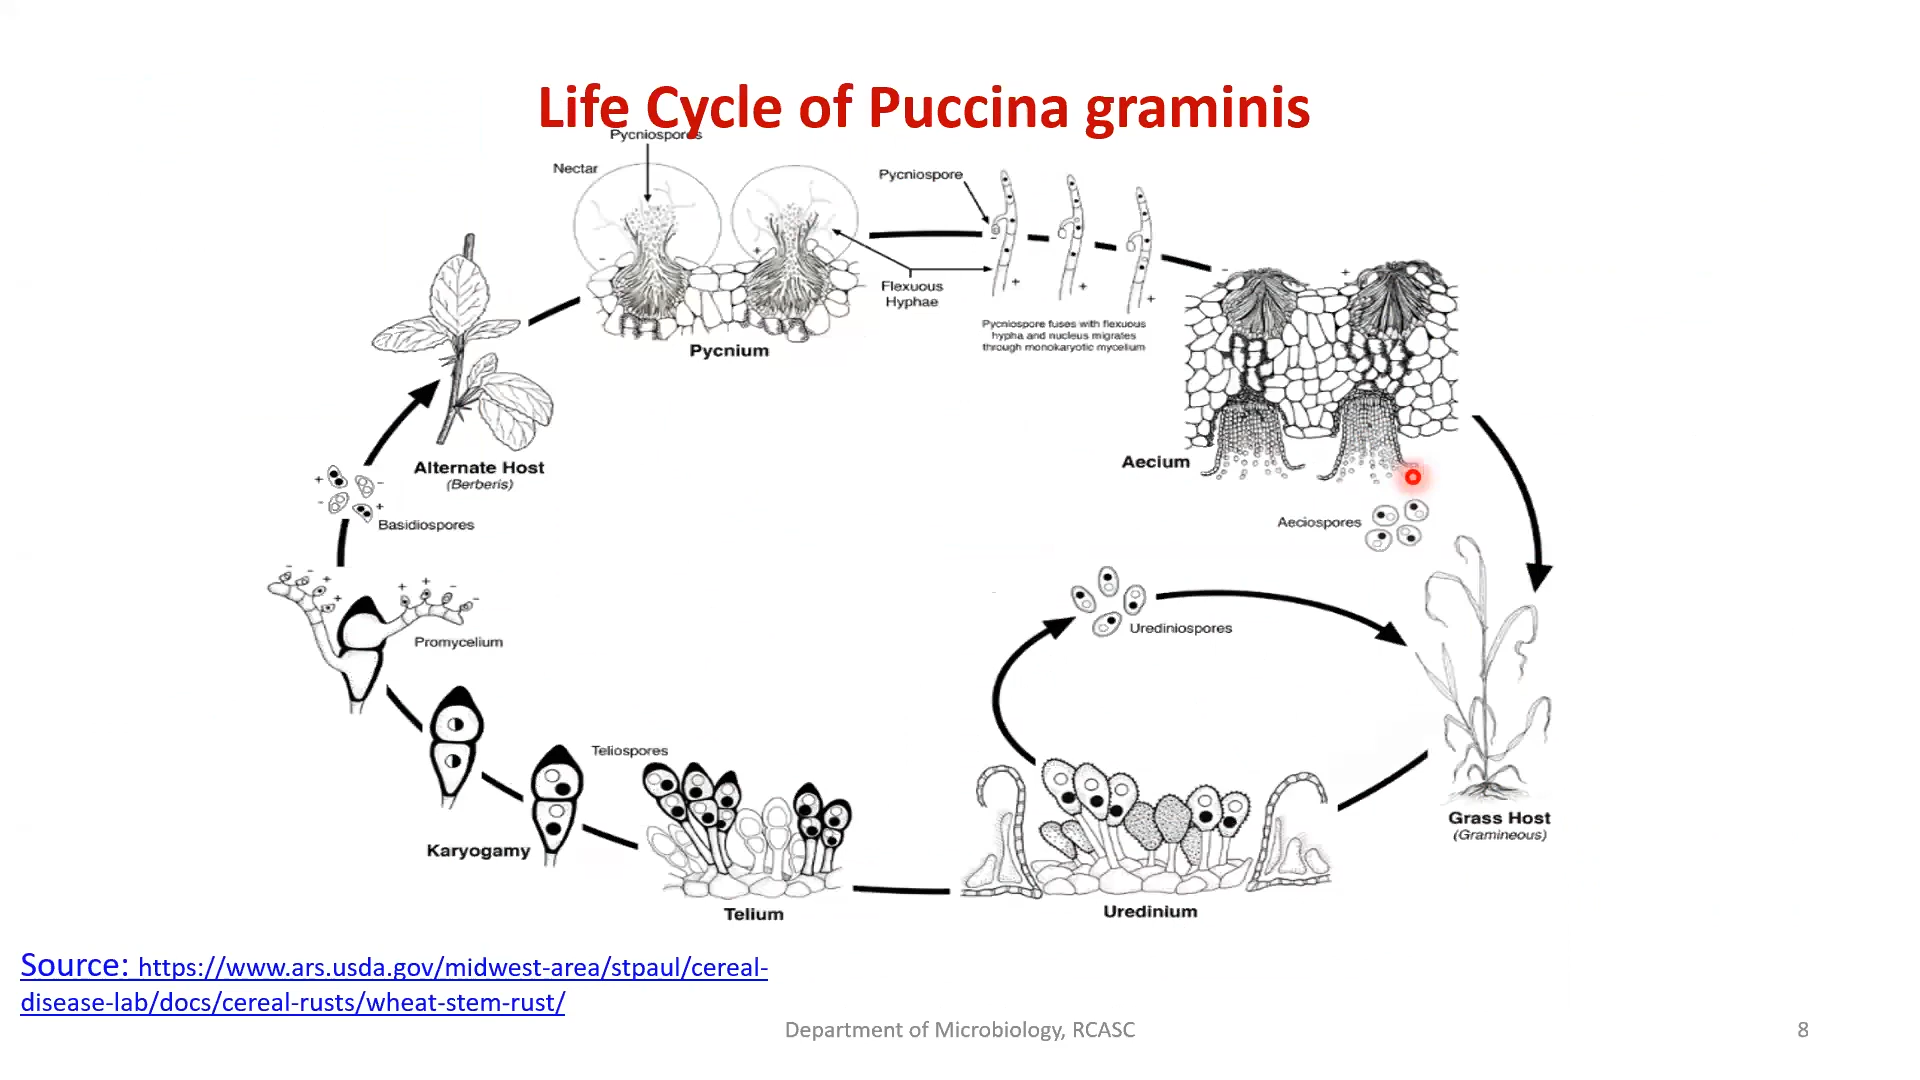 Life Cycle of Puccina graminis
Pycniospores
Nectar
Pycniospore
Flexuous
Hyphae
Pycniospore fuses with flexuous
hypha and nucleus migrates
through monokaryotic mycelium
Pycnium
Alternate Host
(Berberis)
Aecium
Aeciospores
Basidiospores
Promycelium
Urediniospores
Teliospores
Karyogamy
Grass Host
(Gramineous)
Telium
Uredinium
Source: https://www.ars.usda.gov/midwest-area/stpaul/cereal-
disease-lab/docs/cereal-rusts/wheat-stem-rust/
Department of Microbiology, RCASC
8